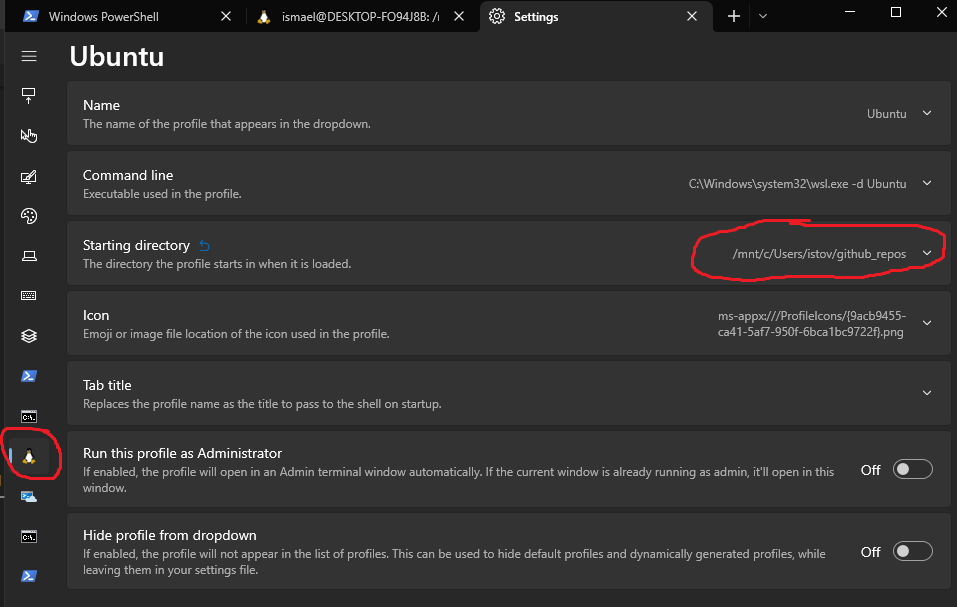 Windows PowerShell
ismael@DESKTOP-FO94J8B: /r
Settings
Ubuntu
Name
The name of the profile that appears in the dropdown.
Ubuntu
Command line
Executable used in the profile.
C:\Windows\system32\wsl.exe -d Ubuntu
Starting directory
The directory the profile starts in when it is loaded.
/mnt/c/Users/istov/github_repos
Icon
Emoji or image file location of the icon used in the profile.
ms-appx:///ProfileIcons/{9acb9455-
ca41-5af7-950f-6bca1bc9722f}.png
Tab title
Replaces the profile name as the title to pass to the shell on startup.
Run this profile as Administrator
If enabled, the profile will open in an Admin terminal window automatically. If the current window is already running as admin, it'll open in this
window.
Off
Hide profile from dropdown
If enabled, the profile will not appear in the list of profiles. This can be used to hide default profiles and dynamically generated profiles, while
leaving them in your settings file.
Off